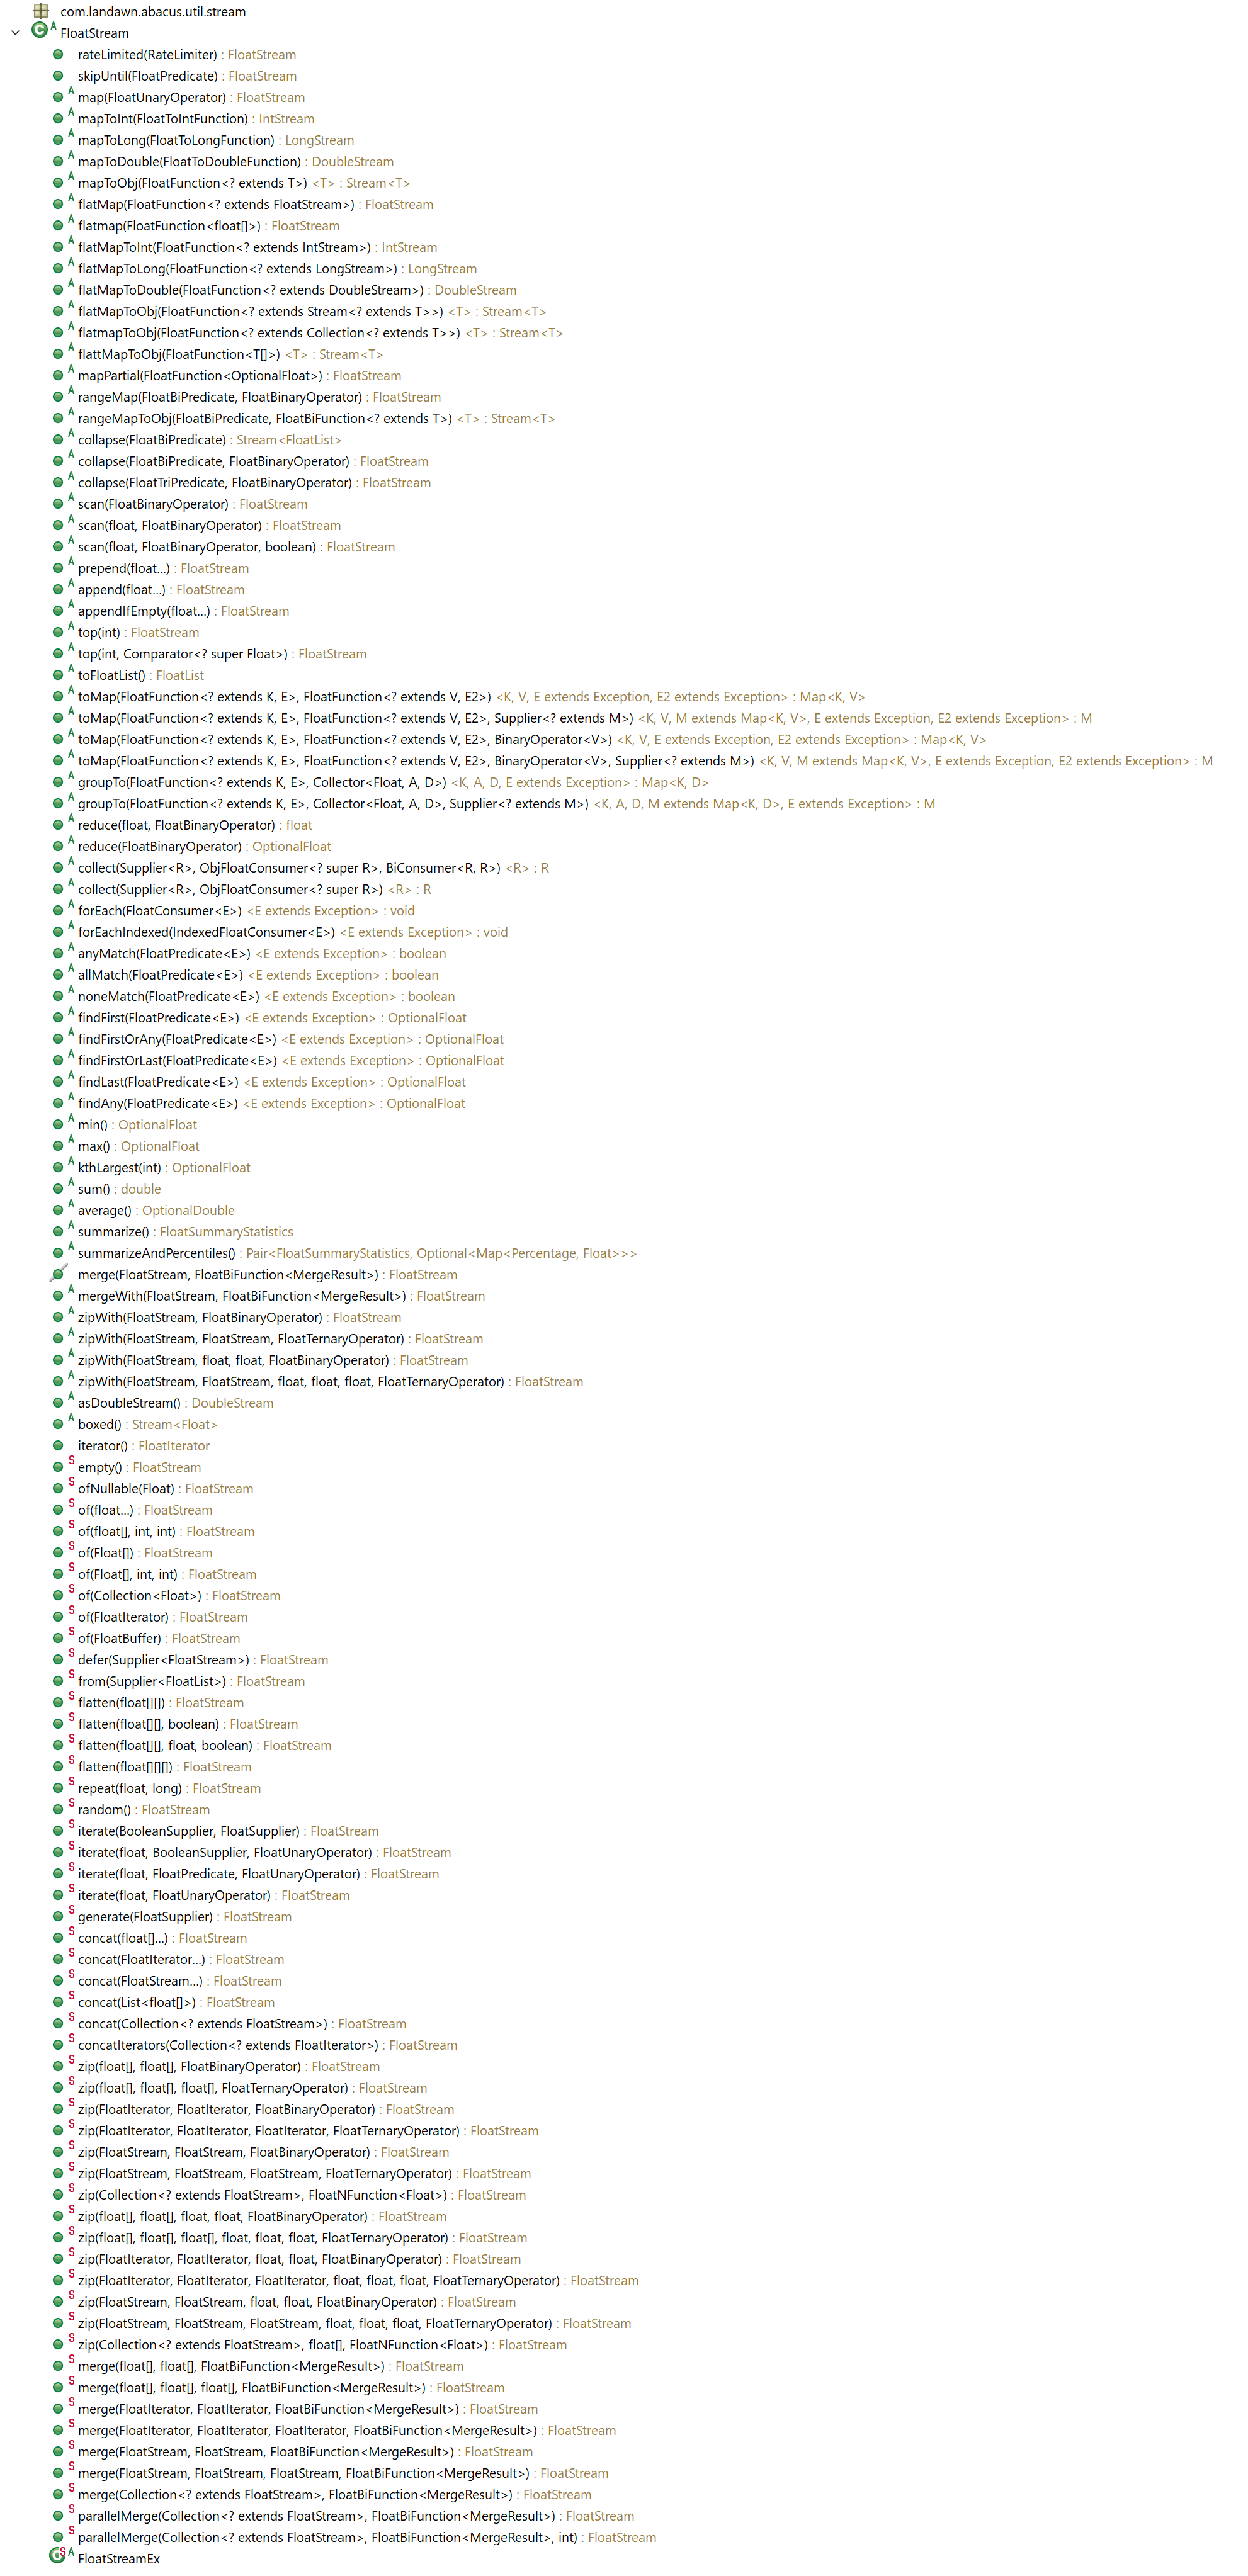 com.landawn.abacus.util.stream
FloatStream
rateLimited(RateLimiter) : FloatStream
skipUntil(FloatPredicate) : FloatStream
map(FloatUnaryOperator) : FloatStream
mapToInt(FloatToIntFunction) : IntStream
mapToLong(FloatToLongFunction) : LongStream
mapToDouble(FloatToDoubleFunction) : DoubleStream
mapToObj(FloatFunction<? extends T>) <T> : Stream<T>
flatMap(FloatFunction<? extends FloatStream>) : FloatStream
flatmap(FloatFunction<float[]>) : FloatStream
flatMapToInt(FloatFunction<? extends IntStream>) : IntStream
flatMapToLong(FloatFunction<? extends LongStream>) : LongStream
flatMapToDouble(FloatFunction<? extends DoubleStream>) : DoubleStream
flatMapToObj(FloatFunction<? extends Stream<? extends T>>) <T> : Stream<T>
flatmapToObj(FloatFunction<? extends Collection<? extends T>>) <T> : Stream<T>
flattMapToObj(FloatFunction<T[]>) <T> : Stream<T>
mapPartial(FloatFunction<OptionalFloat>) : FloatStream
rangeMap(FloatBiPredicate, FloatBinaryOperator) : FloatStream
rangeMapToObj(FloatBiPredicate, FloatBiFunction<? extends T>) <T> : Stream<T>
collapse(FloatBiPredicate) : Stream<FloatList>
collapse(FloatBiPredicate, FloatBinaryOperator) : FloatStream
collapse(FloatTriPredicate, FloatBinaryOperator) : FloatStream
scan(FloatBinaryOperator) : FloatStream
scan(float, FloatBinaryOperator) : FloatStream
scan(float, FloatBinaryOperator, boolean) : FloatStream
prepend(float...) : FloatStream
append(float...) : FloatStream
appendIfEmpty(float...) : FloatStream
top(int) : FloatStream
top(int, Comparator<? super Float>) : FloatStream
toFloatList() : FloatList
toMap(FloatFunction<? extends K, E>, FloatFunction<? extends V, E2>) <K, V, E extends Exception, E2 extends Exception> : Map<K, V>
toMap(FloatFunction<? extends K, E>, FloatFunction<? extends V, E2>, Supplier<? extends M>) <K, V, M extends Map<K, V>, E extends Exception, E2 extends Exception> : M
toMap(FloatFunction<? extends K, E>, FloatFunction<? extends V, E2>, BinaryOperator<V>) <K, V, E extends Exception, E2 extends Exception> : Map<K, V>
toMap(FloatFunction<? extends K, E>, FloatFunction<? extends V, E2>, BinaryOperator<V>, Supplier<? extends M>) <K, V, M extends Map<K, V>, E extends Exception, E2 extends Exception> : M
groupTo(FloatFunction<? extends K, E>, Collector<Float, A, D>) <K, A, D, E extends Exception> : Map<K, D>
groupTo(FloatFunction<? extends K, E>, Collector<Float, A, D>, Supplier<? extends M>) <K, A, D, M extends Map<K, D>, E extends Exception> : M
reduce(float, FloatBinaryOperator) : float
reduce(FloatBinaryOperator) : OptionalFloat
collect(Supplier<R>, ObjFloatConsumer<? super R>, BiConsumer<R, R>) <R> : R
collect(Supplier<R>, ObjFloatConsumer<? super R>) <R> : R
forEach(FloatConsumer<E>) <E extends Exception> : void
forEachIndexed(IndexedFloatConsumer<E>) <E extends Exception> : void
anyMatch(FloatPredicate<E>) <E extends Exception> : boolean
allMatch(FloatPredicate<E>) <E extends Exception> : boolean
noneMatch(FloatPredicate<E>) <E extends Exception> : boolean
findFirst(FloatPredicate<E>) <E extends Exception> : OptionalFloat
findFirstOrAny(FloatPredicate<E>) <E extends Exception> : OptionalFloat
findFirstOrLast(FloatPredicate<E>) <E extends Exception> : OptionalFloat
findLast(FloatPredicate<E>) <E extends Exception> : OptionalFloat
findAny(FloatPredicate<E>) <E extends Exception> : OptionalFloat
min() : OptionalFloat
max() : OptionalFloat
kthLargest(int) : OptionalFloat
sum() : double
average() : OptionalDouble
summarize() : FloatSummaryStatistics
summarizeAndPercentiles() : Pair<FloatSummaryStatistics, Optional<Map<Percentage, Float>>>
merge(FloatStream, FloatBiFunction<MergeResult>) : FloatStream
mergeWith(FloatStream, FloatBiFunction<MergeResult>) : FloatStream
zipWith(FloatStream, FloatBinaryOperator) : FloatStream
zipWith(FloatStream, FloatStream, FloatTernaryOperator) : FloatStream
zipWith(FloatStream, float, float, FloatBinaryOperator) : FloatStream
zipWith(FloatStream, FloatStream, float, float, float, FloatTernaryOperator) : FloatStream
asDoubleStream() : DoubleStream
boxed() : Stream<Float>
iterator() : FloatIterator
empty() : FloatStream
ofNullable(Float) : FloatStream
of(float...) : FloatStream
of(float[], int, int) : FloatStream
of(Float[]) : FloatStream
of(Float[], int, int) : FloatStream
of(Collection<Float>) : FloatStream
of(FloatIterator) : FloatStream
of(FloatBuffer) : FloatStream
defer(Supplier<FloatStream>) : FloatStream
from(Supplier<FloatList>) : FloatStream
flatten(float[][]) : FloatStream
flatten(float[][], boolean) : FloatStream
flatten(float[][], float, boolean) : FloatStream
flatten(float[][][]) : FloatStream
repeat(float, long) : FloatStream
random() : FloatStream
iterate(BooleanSupplier, FloatSupplier) : FloatStream
iterate(float, BooleanSupplier, FloatUnaryOperator) : FloatStream
iterate(float, FloatPredicate, FloatUnaryOperator) : FloatStream
iterate(float, FloatUnaryOperator) : FloatStream
generate(FloatSupplier) : FloatStream
concat(float[]...) : FloatStream
concat(FloatIterator...) : FloatStream
concat(FloatStream...) : FloatStream
concat(List<float[]>) : FloatStream
concat(Collection<? extends FloatStream>) : FloatStream
concatIterators(Collection<? extends FloatIterator>) : FloatStream
zip(float[], float[], FloatBinaryOperator) : FloatStream
zip(float[], float[], float[], FloatTernaryOperator) : FloatStream
zip(FloatIterator, FloatIterator, FloatBinaryOperator) : FloatStream
zip(FloatIterator, FloatIterator, FloatIterator, FloatTernaryOperator) : FloatStream
zip(FloatStream, FloatStream, FloatBinaryOperator) : FloatStream
zip(FloatStream, FloatStream, FloatStream, FloatTernaryOperator) : FloatStream
zip(Collection<? extends FloatStream>, FloatNFunction<Float>) : FloatStream
zip(float[], float[], float, float, FloatBinaryOperator) : FloatStream
zip(float[], float[], float[], float, float, float, FloatTernaryOperator) : FloatStream
zip(FloatIterator, FloatIterator, float, float, FloatBinaryOperator) : FloatStream
zip(FloatIterator, FloatIterator, FloatIterator, float, float, float, FloatTernaryOperator) : FloatStream
zip(FloatStream, FloatStream, float, float, FloatBinaryOperator) : FloatStream
zip(FloatStream, FloatStream, FloatStream, float, float, float, FloatTernaryOperator) : FloatStream
zip(Collection<? extends FloatStream>, float[], FloatNFunction<Float>) : FloatStream
merge(float[], float[], FloatBiFunction<MergeResult>) : FloatStream
merge(float[], float[], float[], FloatBiFunction<MergeResult>) : FloatStream
merge(FloatIterator, FloatIterator, FloatBiFunction<MergeResult>) : FloatStream
merge(FloatIterator, FloatIterator, FloatIterator, FloatBiFunction<MergeResult>) : FloatStream
merge(FloatStream, FloatStream, FloatBiFunction<MergeResult>) : FloatStream
merge(FloatStream, FloatStream, FloatStream, FloatBiFunction<MergeResult>) : FloatStream
merge(Collection<? extends FloatStream>, FloatBiFunction<MergeResult>) : FloatStream
parallelMerge(Collection<? extends FloatStream>, FloatBiFunction<MergeResult>) : FloatStream
parallelMerge(Collection<? extends FloatStream>, FloatBiFunction<MergeResult>, int) : FloatStream
FloatStreamEx